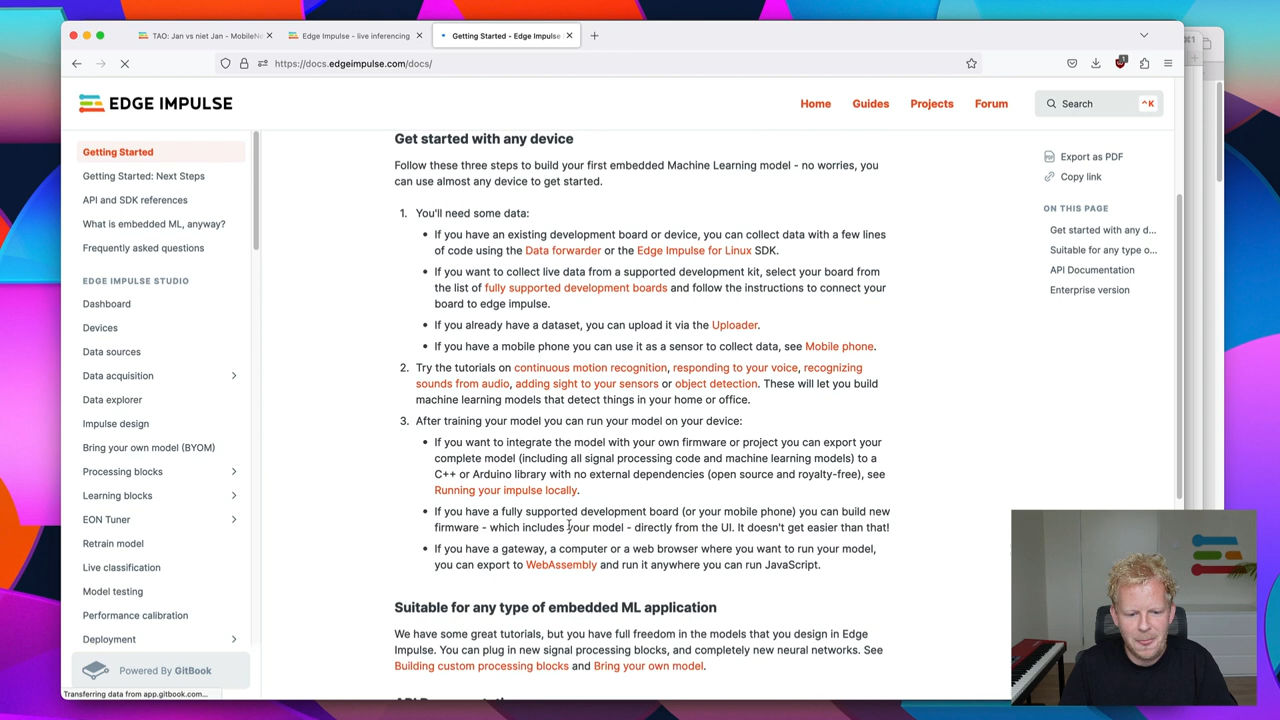 TAO: Jan vs niet Jan - MobileNe
Edge Impulse - live inferencing
Getting Started - Edge Impulse
https://docs.edgeimpulse.com/docs/
EDGE IMPULSE
Home
Guides
Projects
Forum
Search
^K
Getting Started
Getting Started: Next Steps
API and SDK references
What is embedded ML, anyway?
Frequently asked questions
EDGE IMPULSE STUDIO
Dashboard
Devices
Data sources
Data acquisition
Data explorer
Impulse design
Bring your own model (BYOM)
Processing blocks
Learning blocks
EON Tuner
Retrain model
Live classification
Model testing
Performance calibration
Deployment
Powered By GitBook
Transferring data from app.gitbook.com...
Get started with any device
Follow these three steps to build your first embedded Machine Learning model - no worries, you
can use almost any device to get started.
1. You'll need some data:
• If you have an existing development board or device, you can collect data with a few lines
of code using the Data forwarder or the Edge Impulse for Linux SDK.
• If you want to collect live data from a supported development kit, select your board from
the list of fully supported development boards and follow the instructions to connect your
board to edge impulse.
• If you already have a dataset, you can upload it via the Uploader.
• If you have a mobile phone you can use it as a sensor to collect data, see Mobile phone.
2. Try the tutorials on continuous motion recognition, responding to your voice, recognizing
sounds from audio, adding sight to your sensors or object detection. These will let you build
machine learning models that detect things in your home or office.
3. After training your model you can run your model on your device:
• If you want to integrate the model with your own firmware or project you can export your
complete model (including all signal processing code and machine learning models) to a
C++ or Arduino library with no external dependencies (open source and royalty-free), see
Running your impulse locally.
• If you have a fully supported development board (or your mobile phone) you can build new
firmware - which includes your model - directly from the UI. It doesn't get easier than that!
• If you have a gateway, a computer or a web browser where you want to run your model,
you can export to WebAssembly and run it anywhere you can run JavaScript.
Suitable for any type of embedded ML application
We have some great tutorials, but you have full freedom in the models that you design in Edge
Impulse. You can plug in new signal processing blocks, and completely new neural networks. See
Building custom processing blocks and Bring your own model.
Export as PDF
Copy link
ON THIS PAGE
Get started with any d...
Suitable for any type o...
API Documentation
Enterprise version